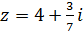 z = 4 + 3/7 i